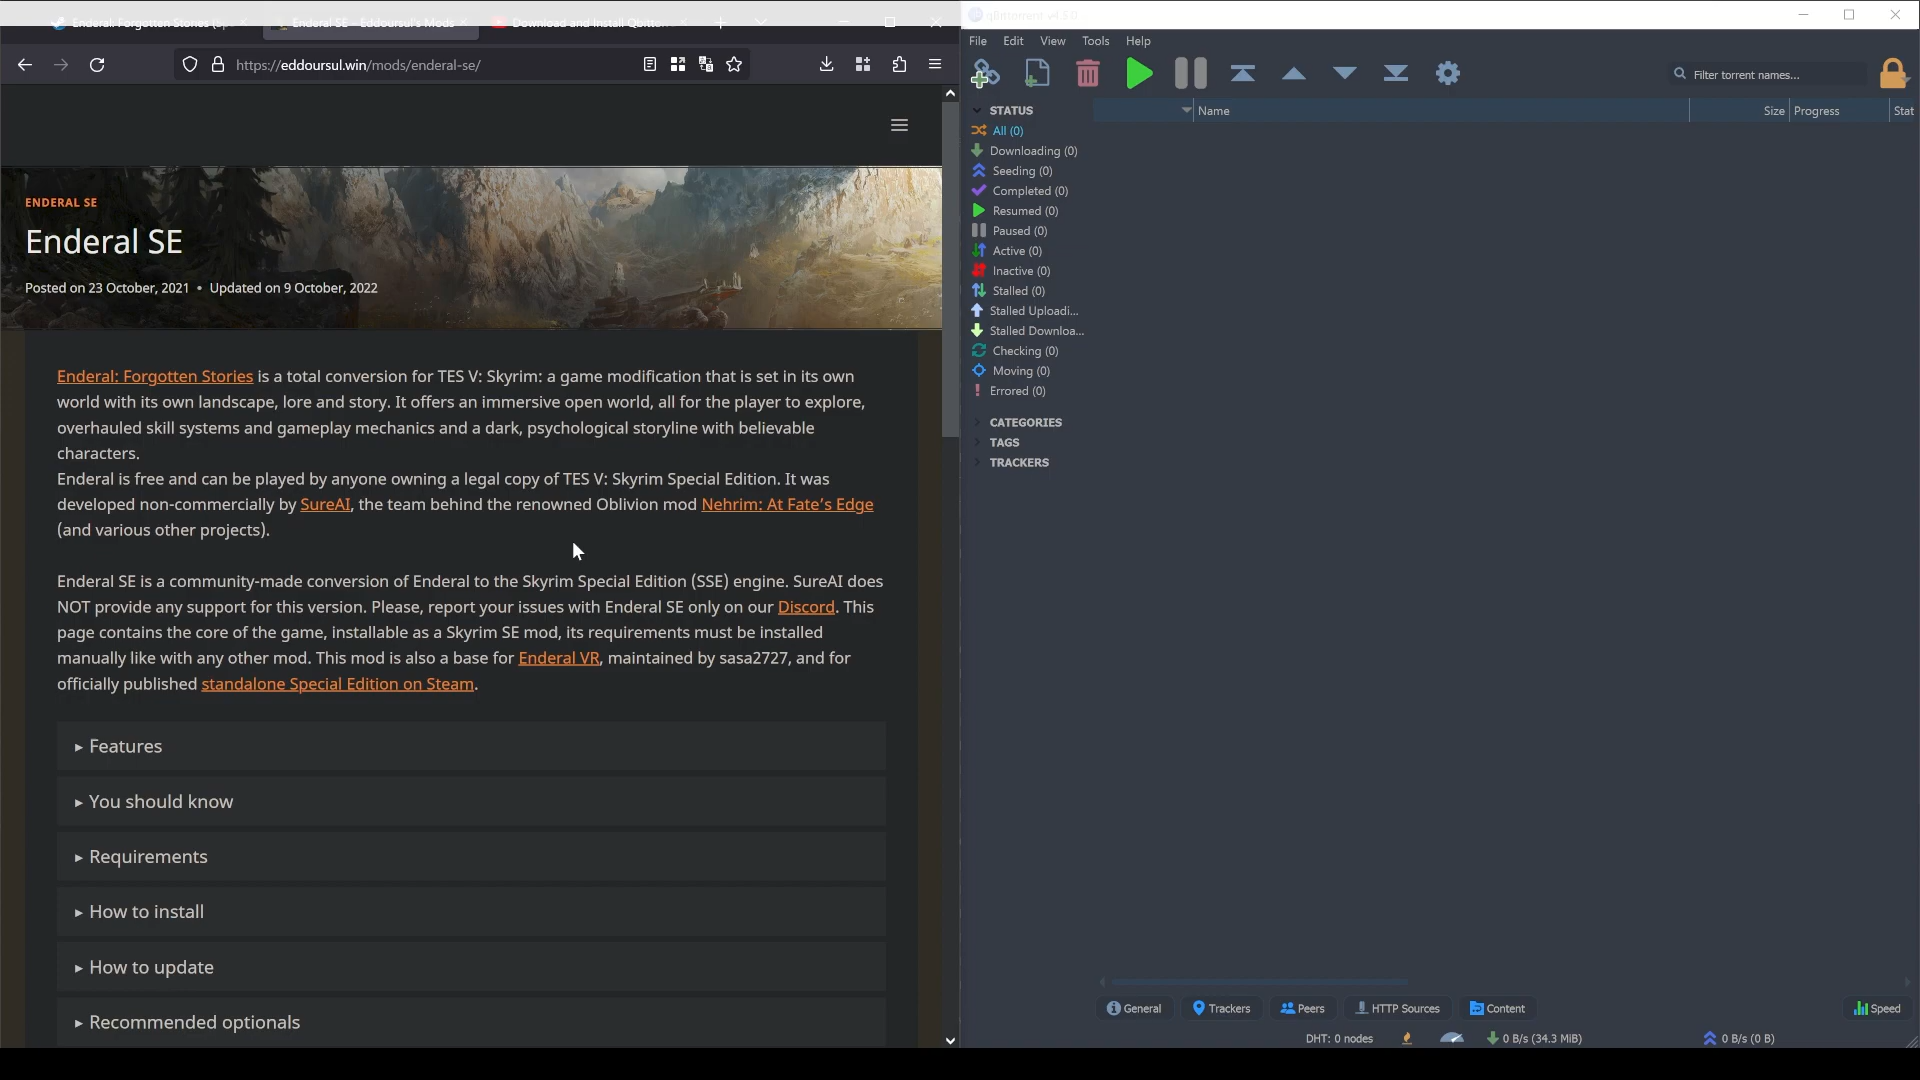 Enderal: Forgotten Stories (Sp
Enderal SE - Eddoursul's Mods
Download and Install Qbitto
https://eddoursul.win/mods/enderal-se/
ENDERAL SE
Enderal SE
Posted on 23 October, 2021 • Updated on 9 October, 2022
Enderal: Forgotten Stories is a total conversion for TES V: Skyrim: a game modification that is set in its own
world with its own landscape, lore and story. It offers an immersive open world, all for the player to explore,
overhauled skill systems and gameplay mechanics and a dark, psychological storyline with believable
characters.
Enderal is free and can be played by anyone owning a legal copy of TES V: Skyrim Special Edition. It was
developed non-commercially by SureAI, the team behind the renowned Oblivion mod Nehrim: At Fate's Edge
(and various other projects).
Enderal SE is a community-made conversion of Enderal to the Skyrim Special Edition (SSE) engine. SureAI does
NOT provide any support for this version. Please, report your issues with Enderal SE only on our Discord. This
page contains the core of the game, installable as a Skyrim SE mod, its requirements must be installed
manually like with any other mod. This mod is also a base for Enderal VR, maintained by sasa2727, and for
officially published standalone Special Edition on Steam.
▸ Features
▸ You should know
▸ Requirements
▸ How to install
▸ How to update
▸ Recommended optionals
File Edit View Tools Help
Filter torrent names...
STATUS
All (0)
Downloading (0)
Seeding (0)
Completed (0)
Resumed (0)
Paused (0)
Active (0)
Inactive (0)
Stalled (0)
Stalled Uploadi...
Stalled Downloa...
Checking (0)
Moving (0)
Errored (0)
CATEGORIES
TAGS
TRACKERS
Name Size Progress Stat
General Trackers Peers HTTP Sources Content Speed
DHT: 0 nodes 0 B/s (34.3 MiB) 0 B/s (0 B)